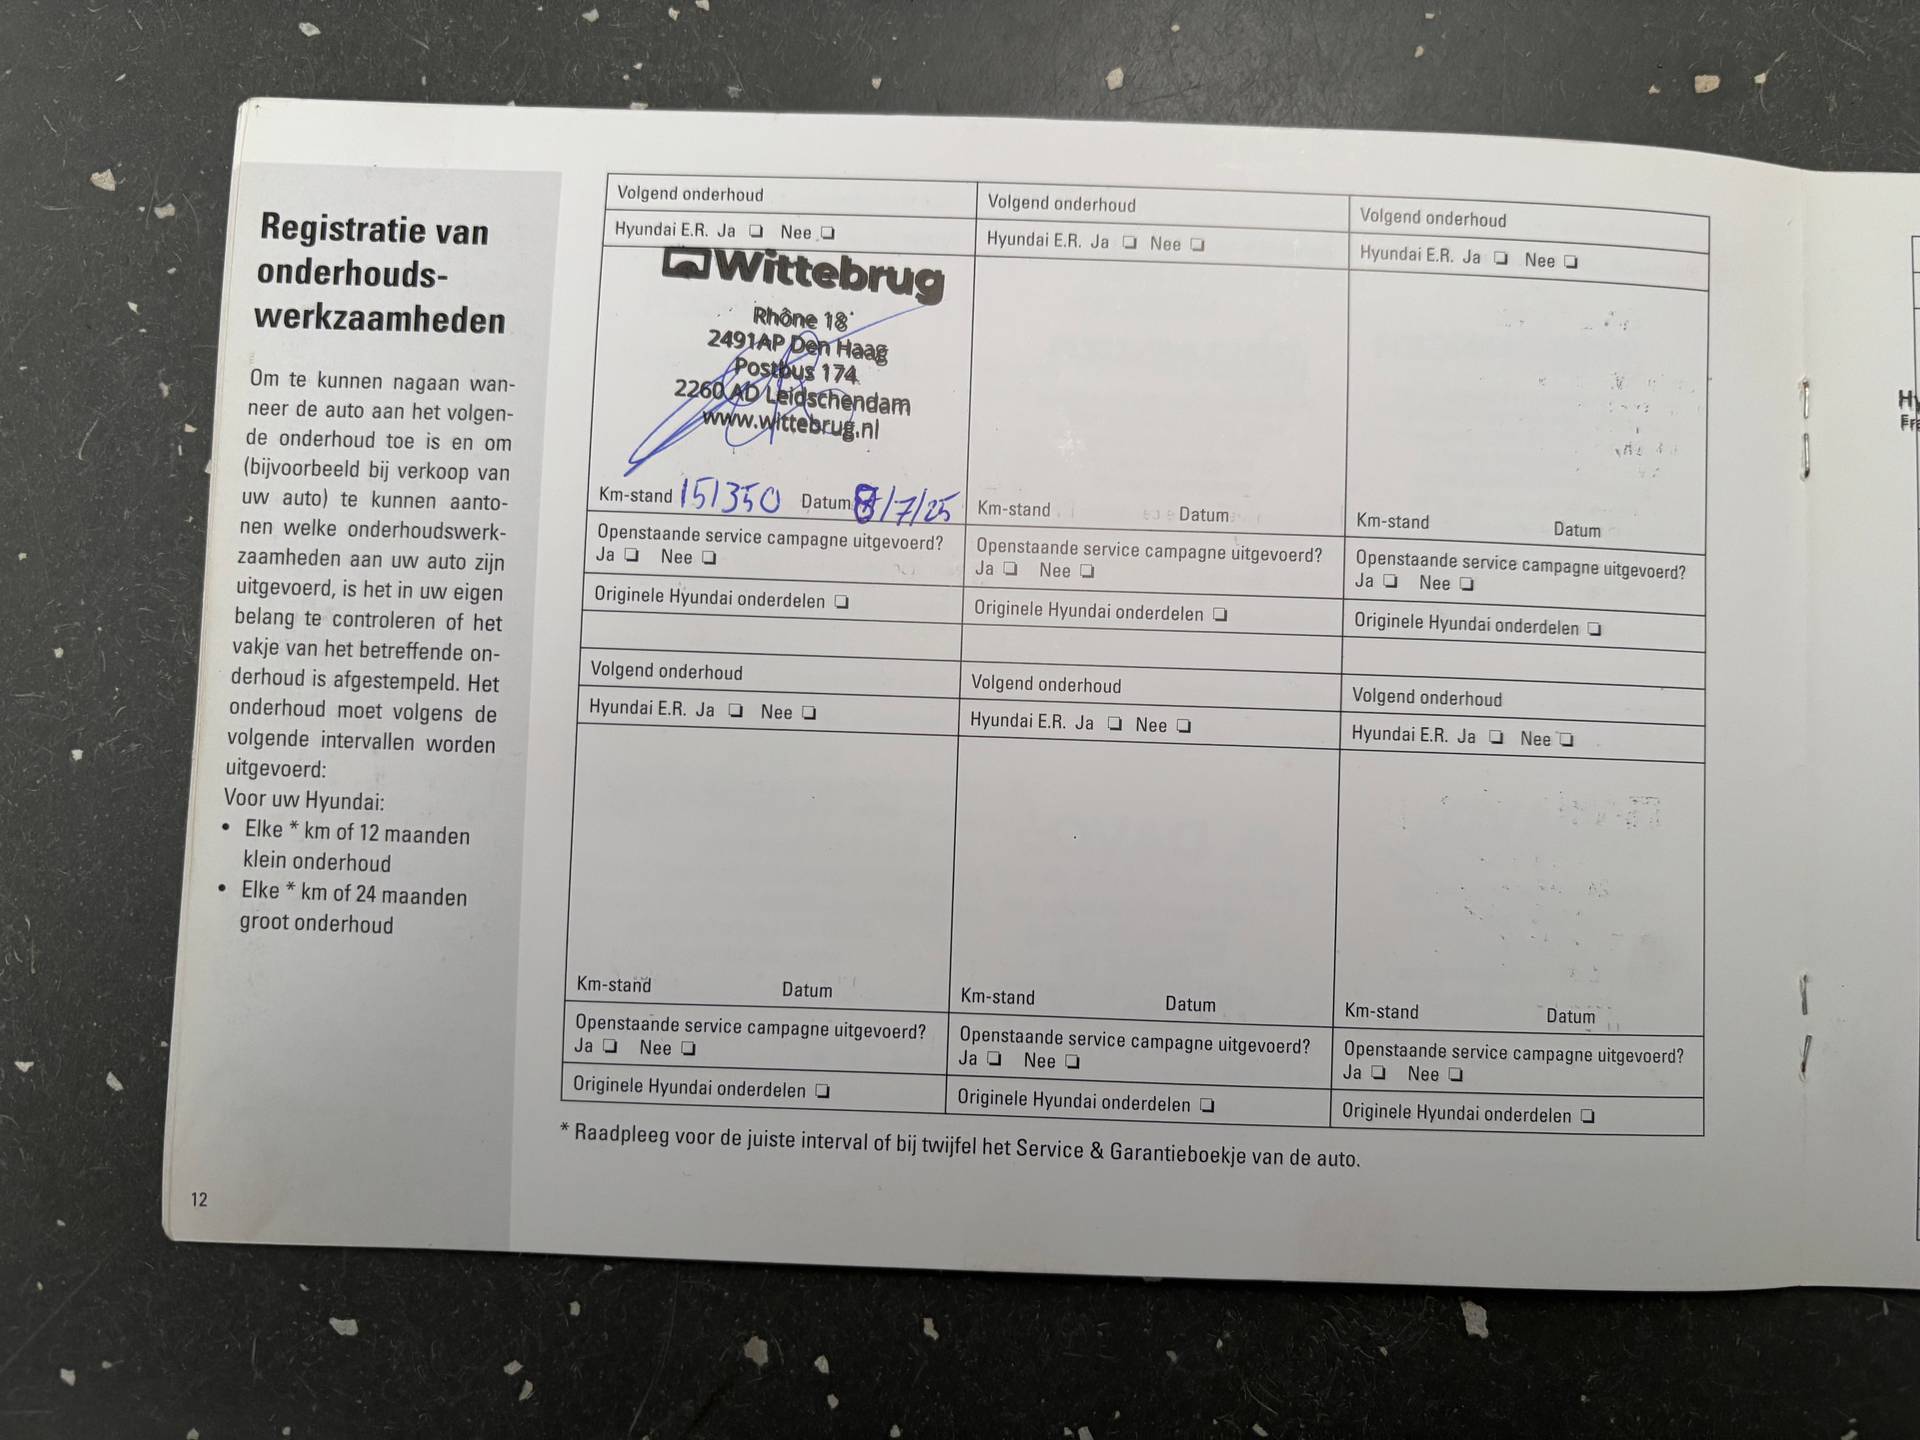 Registratie van
onderhouds-
werkzaamheden
Om te kunnen nagaan wan-
neer de auto aan het volgen-
de onderhoud toe is en om
(bijvoorbeeld bij verkoop van
uw auto) te kunnen aanto-
nen welke onderhoudswerk-
zaamheden aan uw auto zijn
uitgevoerd, is het in uw eigen
belang te controleren of het
vakje van het betreffende on-
derhoud is afgestempeld. Het
onderhoud moet volgens de
volgende intervallen worden
uitgevoerd:
Voor uw Hyundai:
• Elke * km of 12 maanden
klein onderhoud
• Elke * km of 24 maanden
groot onderhoud
12
Volgend onderhoud
Hyundai E.R. Ja ❏ Nee ❏
Wittebrug
Rhône 18
2491AP Den Haag
Postbus 174
2260 AD Leidschendam
www.wittebrug.nl
Km-stand 151350 Datum 8/7/25
Openstaande service campagne uitgevoerd?
Ja ❏ Nee ❏
Originele Hyundai onderdelen ❏
Volgend onderhoud
Hyundai E.R. Ja ❏ Nee ❏
Km-stand Datum
Openstaande service campagne uitgevoerd?
Ja ❏ Nee ❏
Originele Hyundai onderdelen ❏
Volgend onderhoud
Hyundai E.R. Ja ❏ Nee ❏
Km-stand Datum
Openstaande service campagne uitgevoerd?
Ja ❏ Nee ❏
Originele Hyundai onderdelen ❏
Volgend onderhoud
Hyundai E.R. Ja ❏ Nee ❏
Km-stand Datum
Openstaande service campagne uitgevoerd?
Ja ❏ Nee ❏
Originele Hyundai onderdelen ❏
Volgend onderhoud
Hyundai E.R. Ja ❏ Nee ❏
Km-stand Datum
Openstaande service campagne uitgevoerd?
Ja ❏ Nee ❏
Originele Hyundai onderdelen ❏
Volgend onderhoud
Hyundai E.R. Ja ❏ Nee ❏
Km-stand Datum
Openstaande service campagne uitgevoerd?
Ja ❏ Nee ❏
Originele Hyundai onderdelen ❏
* Raadpleeg voor de juiste interval of bij twijfel het Service & Garantieboekje van de auto.